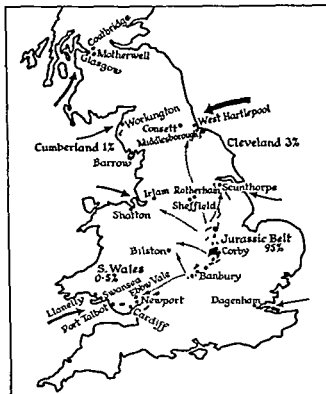 Coatbridge
Motherwell
Glasgow
Workington
Consett
West Hartlepool
Middlesborough
Cumberland 1%
Cleveland 3%
Barrow
Irlam
Rotherham
Scunthorpe
Sheffield
Shotton
Jurassic Belt
95%
Corby
Bilston
S. Wales
0·5%
Banbury
Llanelly
Swansea
Ebbw Vale
Port Talbot
Newport
Cardiff
Dagenham